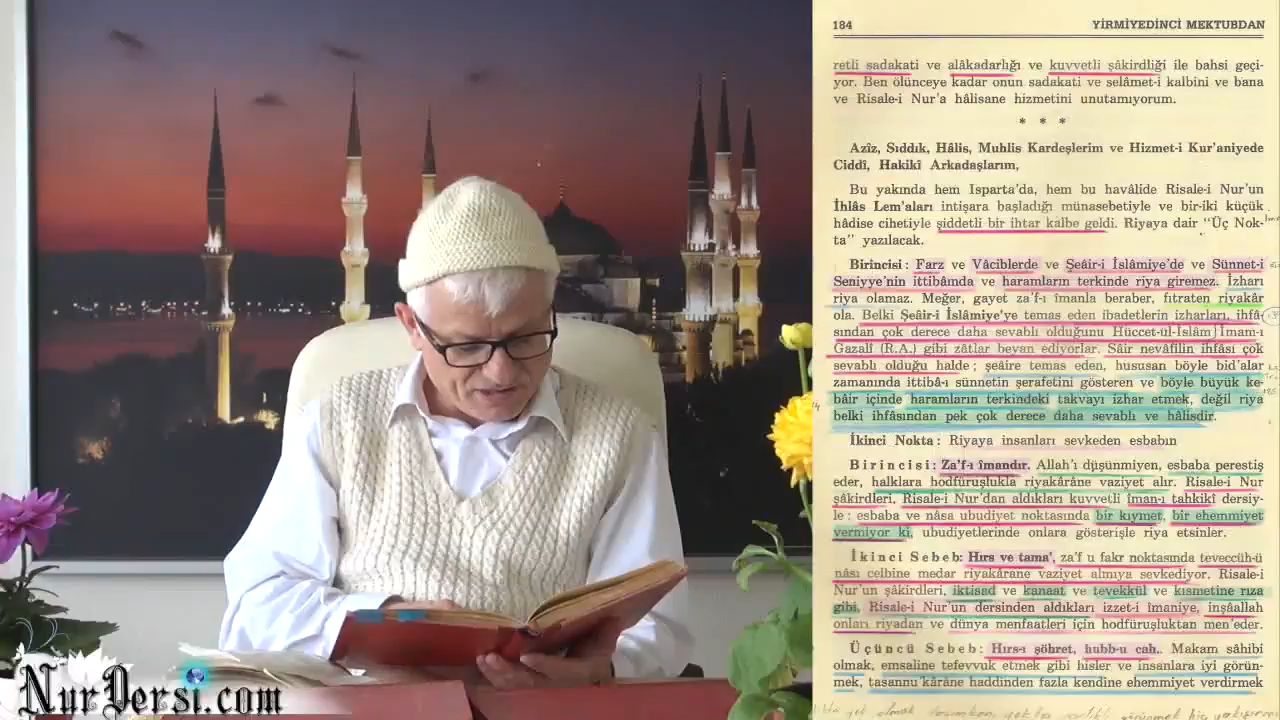 184 YİRMİYEDİNCİ MEKTUBDAN
retli sadakati ve alâkadarlığı ve kuvvetli şâkirdliği ile bahsi geçi-
yor. Ben ölünceye kadar onun sadakati ve selâmet-i kalbini ve bana
ve Risale-i Nur'a hâlisane hizmetini unutamıyorum.
* * *
Azîz, Sıddık, Hâlis, Muhlis Kardeşlerim ve Hizmet-i Kur'aniyede
Ciddî, Hakikî Arkadaşlarım,
Bu yakında hem Isparta'da, hem bu havâlide Risale-i Nur'un
İhlâs Lem'aları intişara başladığı münasebetiyle ve bir-iki küçük
hâdise cihetiyle şiddetli bir ihtar kalbe geldi. Riyaya dair "Üç Nok-
ta" yazılacak.
Birincisi: Farz ve Vâciblerde ve Şeâir-i İslâmiye'de ve Sünnet-i
Seniyye'nin ittibâmda ve haramların terkinde riya giremez. İzharı
riya olamaz. Meğer, gayet za'f-ı îmanla beraber, fıtraten riyakâr
ola. Belki Şeâir-i İslâmiye'ye temas eden ibadetlerin izharları, ihfâ-
sından çok derece daha sevablı olduğunu Hüccet-ül-İslâm İmam-ı
Gazalî (R.A.) gibi zâtlar beyan ediyorlar. Sâir nevâfilin ihfâsı çok
sevablı olduğu halde; şeâire temas eden, hususan böyle bid'alar
zamanında ittibâ-ı sünnetin şerafetini gösteren ve böyle büyük ke-
bâir içinde haramların terkindeki takvayı izhar etmek, değil riya
belki ihfâsından pek çok derece daha sevablı ve hâlisdir.
İkinci Nokta: Riyaya insanları sevkeden esbabın
Birincisi: Za'f-ı îmandır. Allah'ı düşünmiyen, esbaba perestiş
eder, halklara hodfüruşlukla riyakârane vaziyet alır. Risale-i Nur
şâkirdleri, Risale-i Nur'dan aldıkları kuvvetli îman-ı tahkikî dersiy-
le: esbaba ve nâsa ubudiyet noktasında bir kıymet, bir ehemmiyet
vermiyor ki, ubudiyetlerinde onlara gösterişle riya etsinler.
İkinci Sebeb: Hırs ve tama', za'f u fakr noktasında teveccüh-ü
nâsı celbine medar riyakârane vaziyet almıya sevkediyor. Risale-i
Nur'un şâkirdleri, iktisad ve kanaat ve tevekkül ve kısmetine rıza
gibi, Risale-i Nur'un dersinden aldıkları izzet-i îmaniye, inşâallah
onları riyadan ve dünya menfaatleri için hodfüruşluktan men'eder.
Üçüncü Sebeb: Hırs-ı şöhret, hubb-u cah,. Makam sâhibi
olmak, emsaline tefevvuk etmek gibi hisler ve insanlara iyi görün-
mek, tasannu'kârâne haddinden fazla kendine ehemmiyet verdirmek
NurDersi.com